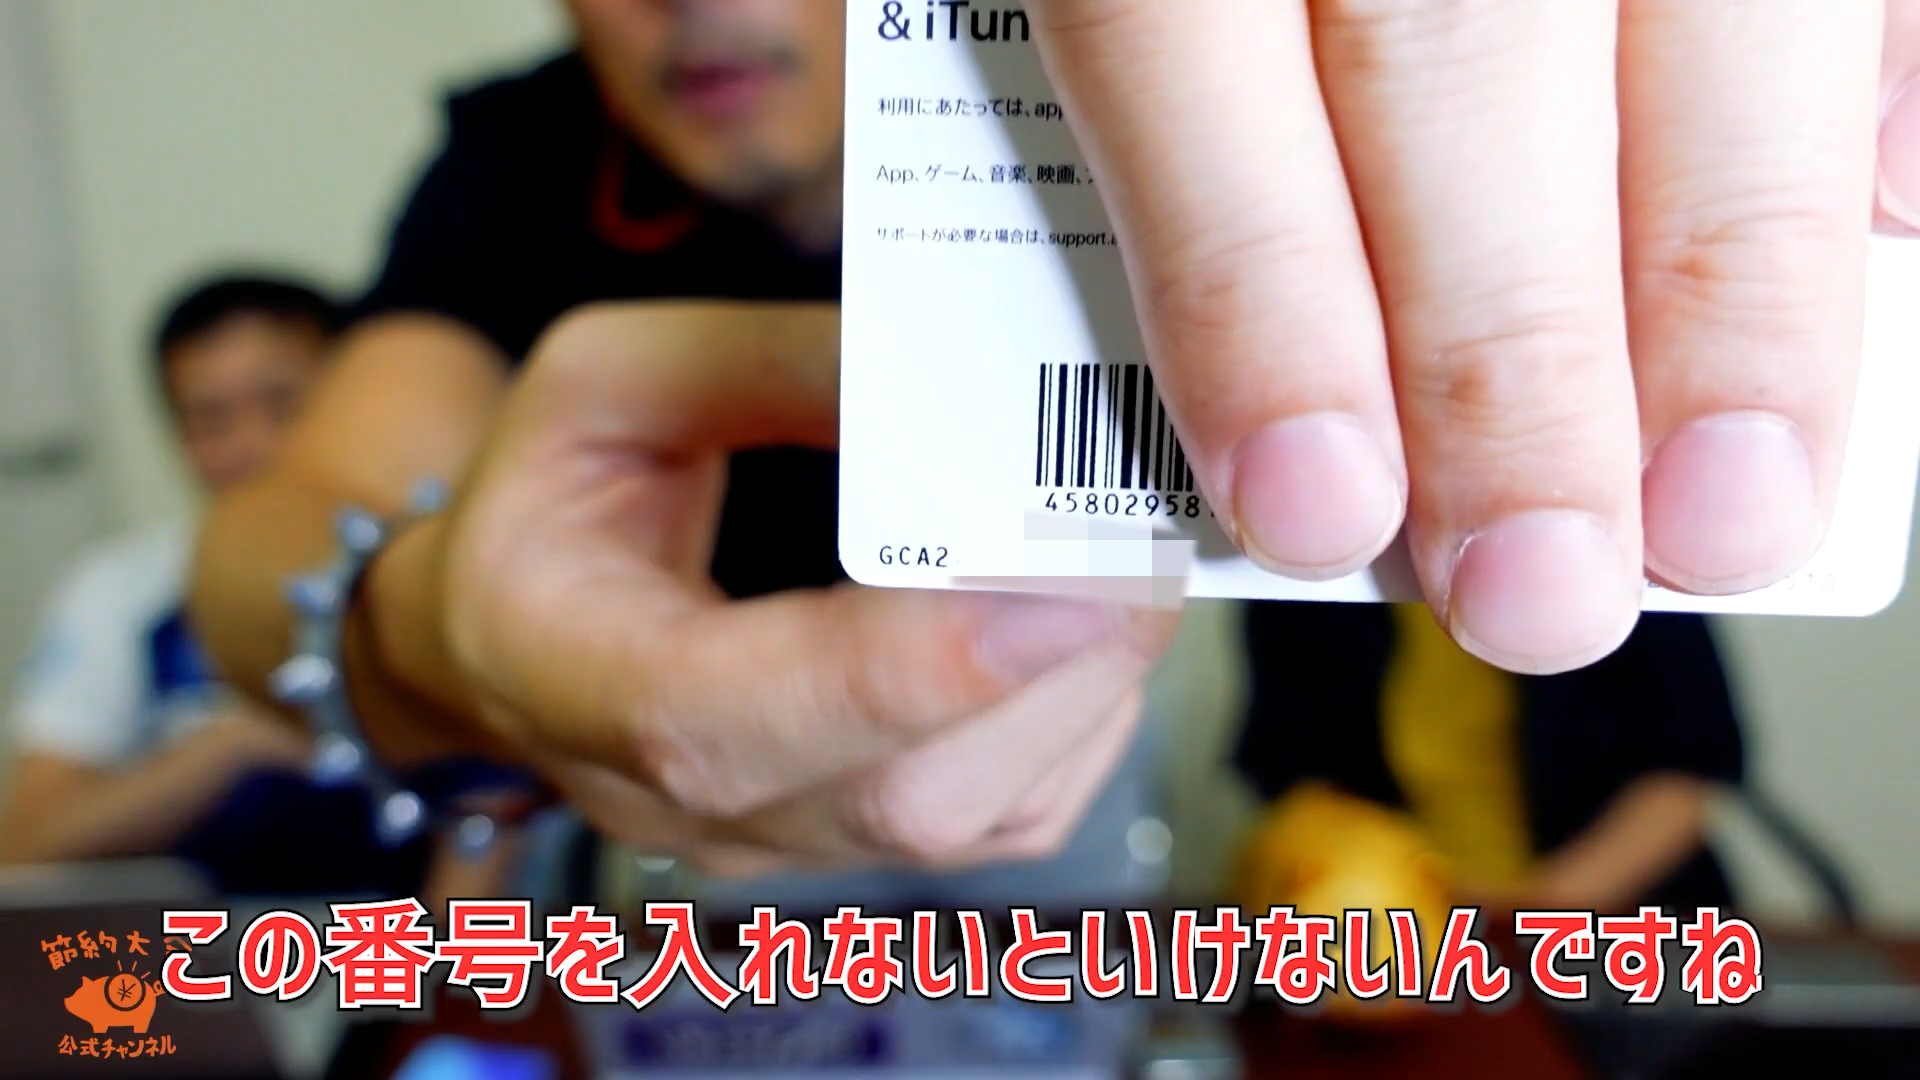 & iTun
利用にあたっては、app
App、ゲーム、音楽、映画、
サポートが必要な場合は、support.a
45802958
GCA2
この番号を入れないといけないんですね
節約大
公式チャンネル